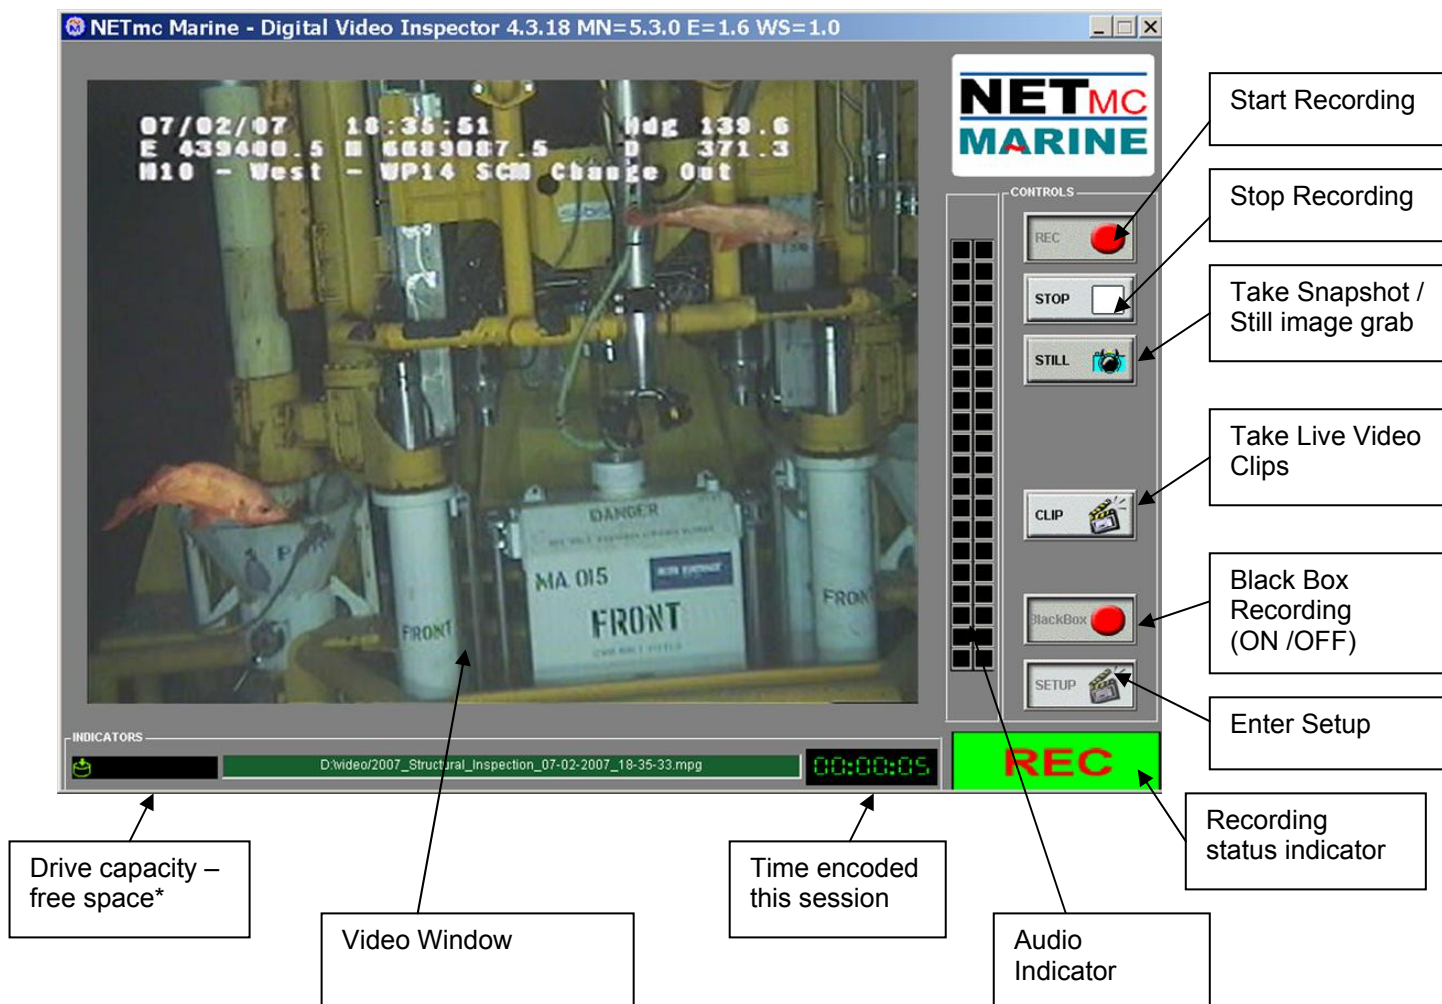 NETmc Marine - Digital Video Inspector 4.3.18 MN=5.3.0 E=1.6 WS=1.0
NETMC
MARINE
07/02/07 18:35:51 Hdg 139.6
E 439400.5 N 6689087.5 D 371.3
M10 - West - WP14 SCM Change Out
DANGER
MA 015
FRONT
FRONT
FRONT
CONTROLS
REC
STOP
STILL
CLIP
BlackBox
SETUP
INDICATORS
D:\video/2007_Structural_Inspection_07-02-2007_18-35-33.mpg
00:00:05
REC
Start Recording
Stop Recording
Take Snapshot /
Still image grab
Take Live Video
Clips
Black Box
Recording
(ON /OFF)
Enter Setup
Recording
status indicator
Drive capacity –
free space*
Video Window
Time encoded
this session
Audio
Indicator